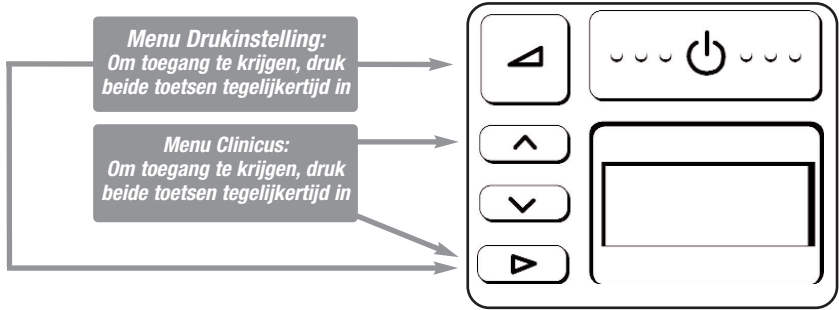 Menu Drukinstelling:
Om toegang te krijgen, druk
beide toetsen tegelijkertijd in
Menu Clinicus:
Om toegang te krijgen, druk
beide toetsen tegelijkertijd in